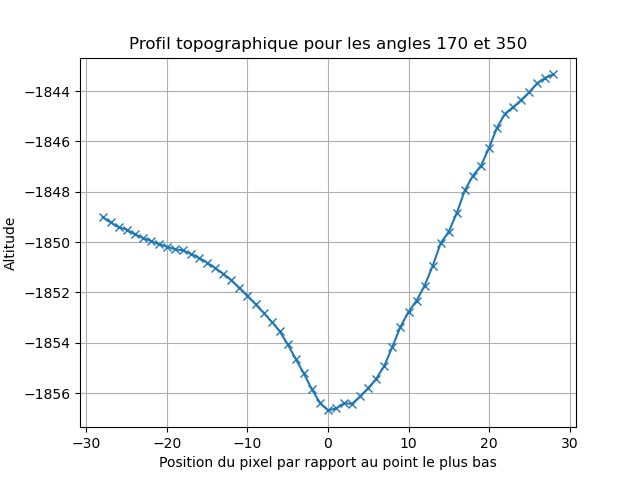 Profil topographique pour les angles 170 et 350
−1844
−1846
−1848
−1850
−1852
−1854
−1856
Altitude
−30 −20 −10 0 10 20 30
Position du pixel par rapport au point le plus bas